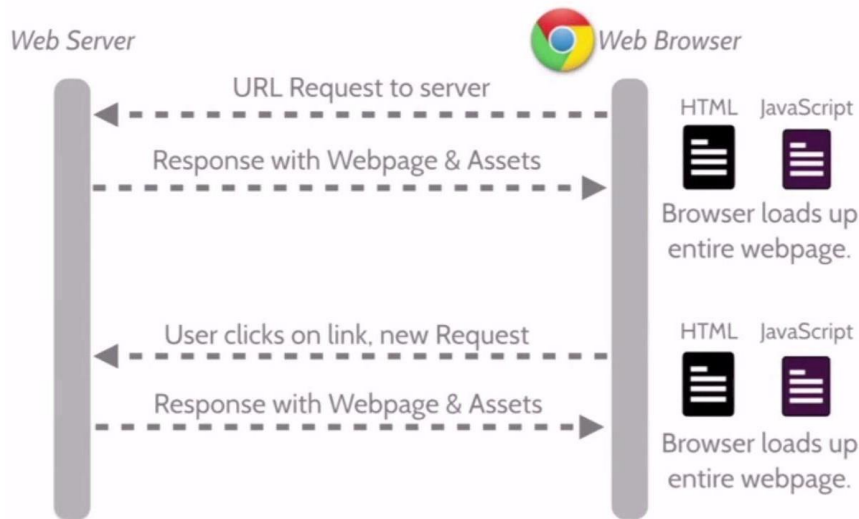 Web Server
Web Browser
URL Request to server
HTML JavaScript
Response with Webpage & Assets
Browser loads up
entire webpage.
User clicks on link, new Request
HTML JavaScript
Response with Webpage & Assets
Browser loads up
entire webpage.